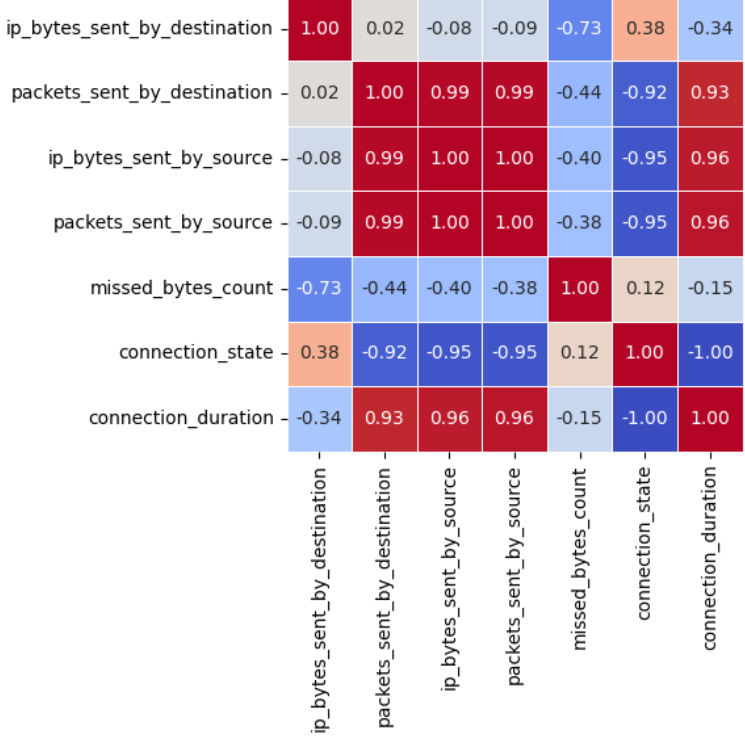 ip_bytes_sent_by_destination 1.00 0.02 -0.08 -0.09 -0.73 0.38 -0.34
packets_sent_by_destination 0.02 1.00 0.99 0.99 -0.44 -0.92 0.93
ip_bytes_sent_by_source -0.08 0.99 1.00 1.00 -0.40 -0.95 0.96
packets_sent_by_source -0.09 0.99 1.00 1.00 -0.38 -0.95 0.96
missed_bytes_count -0.73 -0.44 -0.40 -0.38 1.00 0.12 -0.15
connection_state 0.38 -0.92 -0.95 -0.95 0.12 1.00 -1.00
connection_duration -0.34 0.93 0.96 0.96 -0.15 -1.00 1.00
ip_bytes_sent_by_destination
packets_sent_by_destination
ip_bytes_sent_by_source
packets_sent_by_source
missed_bytes_count
connection_state
connection_duration